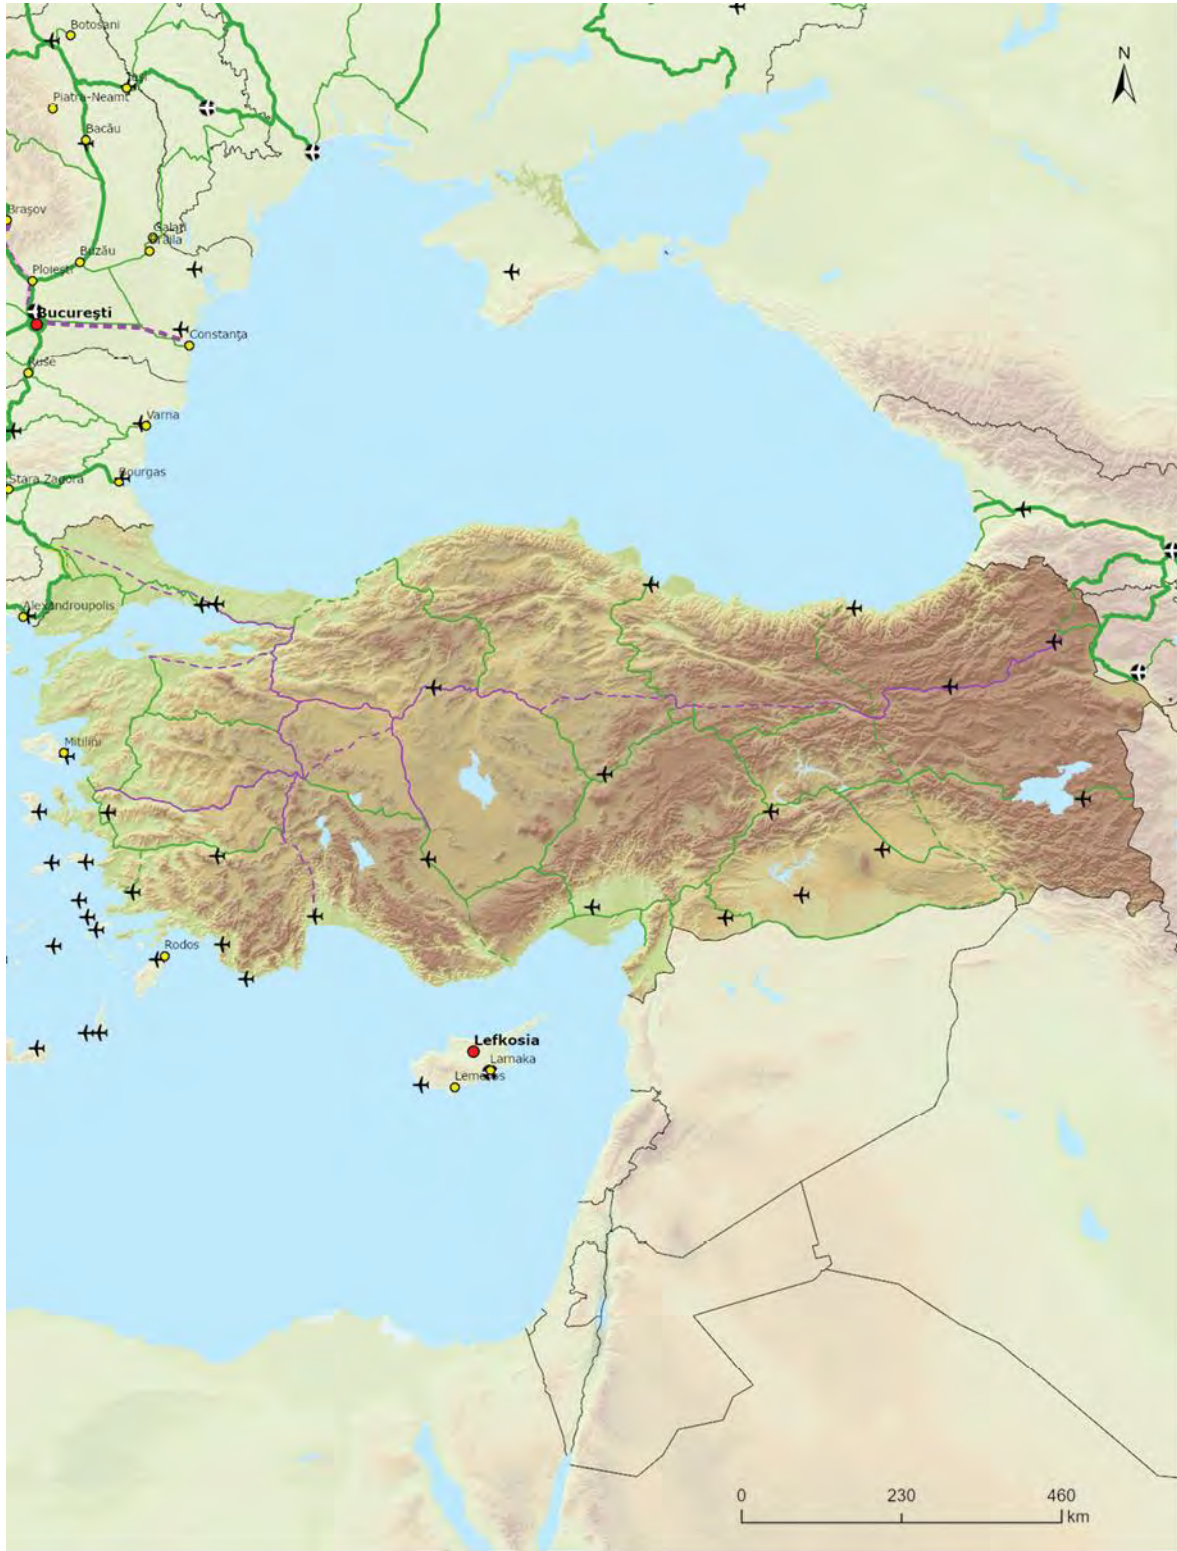 Botoșani
Iași
Piatra-Neamț
Bacău
N
Brașov
Galați
Brăila
Buzău
Ploiești
București
Constanța
Ruse
Varna
Bourgas
Stara Zagora
Alexandroupolis
Mitilini
Rodos
Lefkosia
Larnaka
Lemesos
0 230 460
km